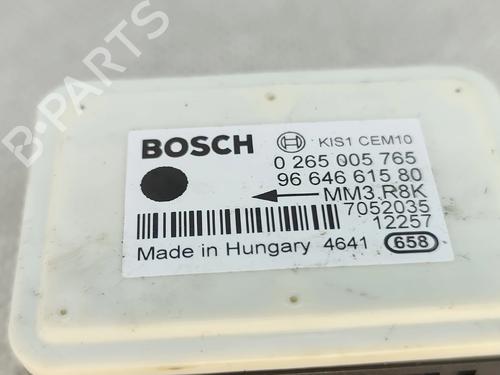 B-PARTS
BOSCH KIS1 CEM10
0 265 005 765
96 646 615 80
MM3.R8K
7052035
12257
Made in Hungary 4641 658